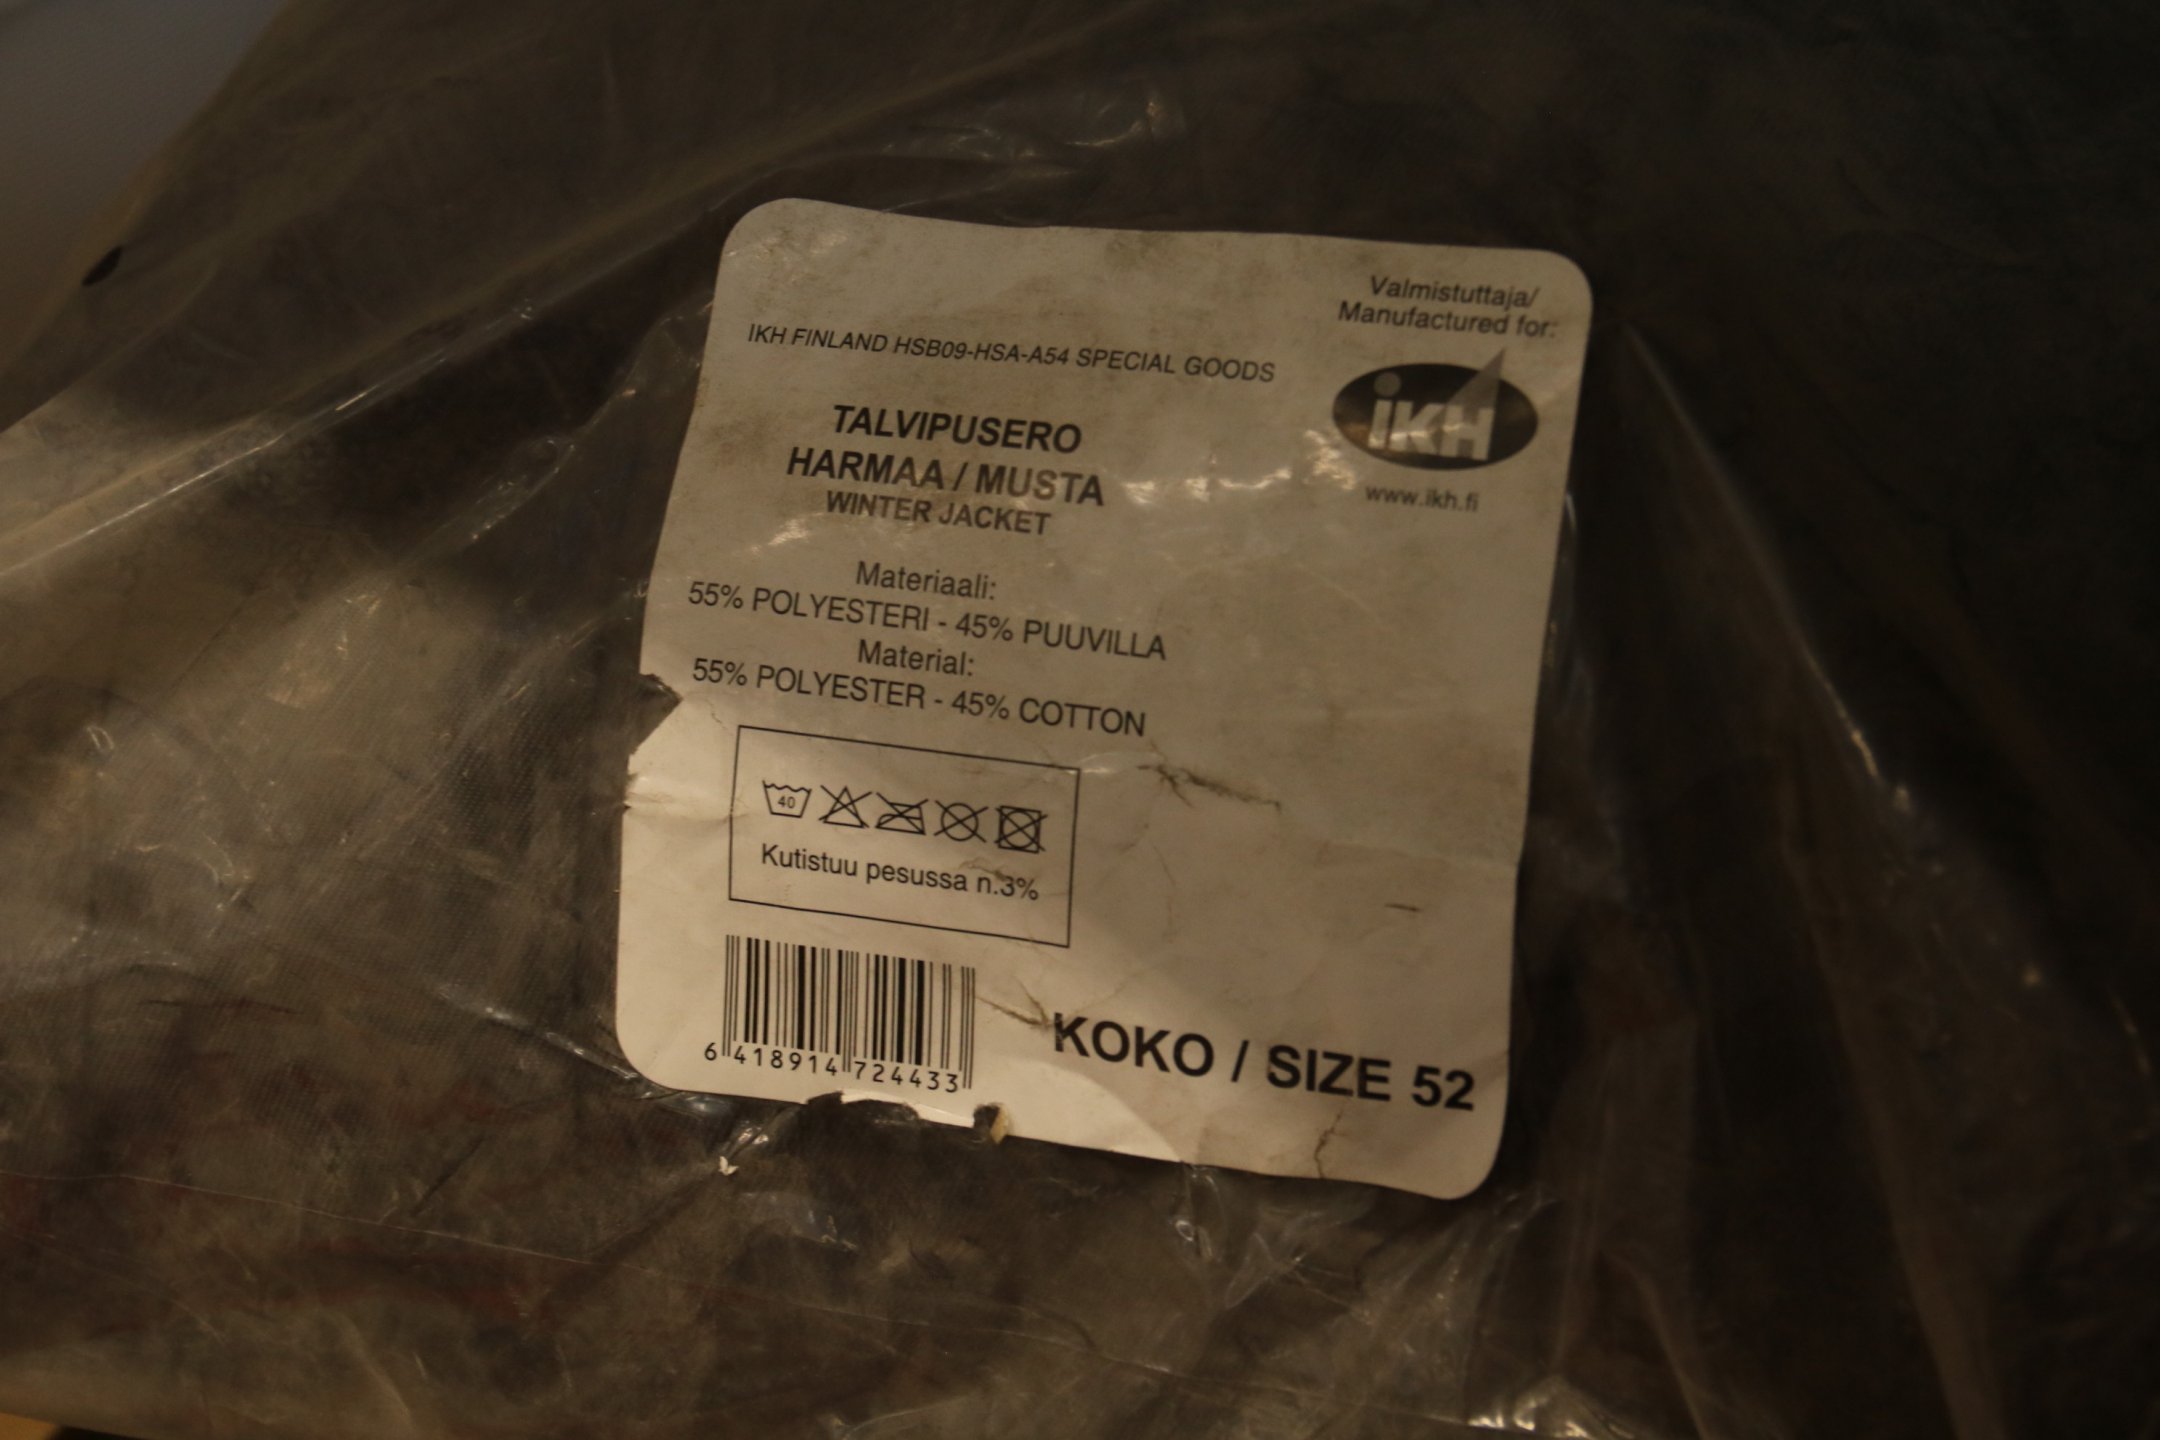 Valmistuttaja/
Manufactured for:
IKH FINLAND HSB09-HSA-A54 SPECIAL GOODS
iKH
www.ikh.fi
TALVIPUSERO
HARMAA / MUSTA
WINTER JACKET
Materiaali:
55% POLYESTERI - 45% PUUVILLA
Material:
55% POLYESTER - 45% COTTON
40
Kutistuu pesussa n.3%
6 418914 724433
KOKO / SIZE 52